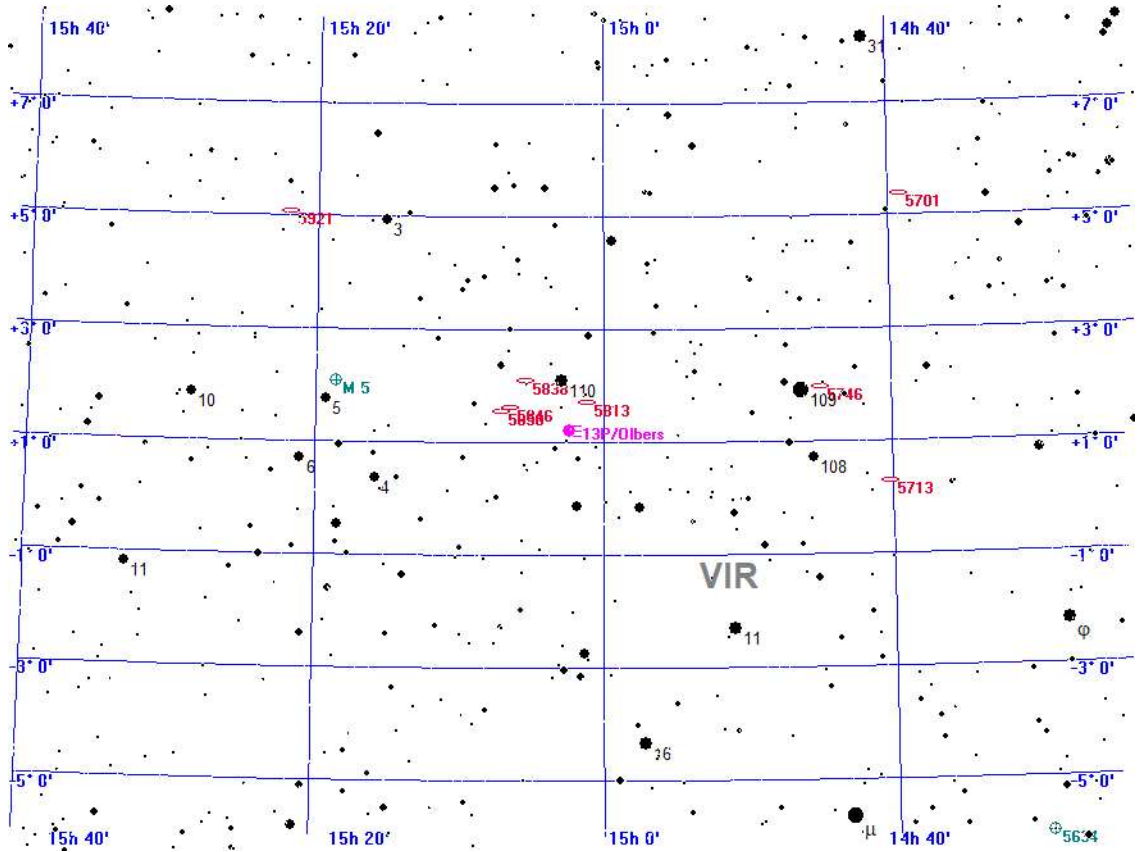 15h 40' 15h 20' 15h 0' 14h 40'
31
+7° 0' +7° 0'
5701
5921
+5° 0' 3 +5° 0'
+3° 0' +3° 0'
M 5 5838 110 5746
10 5 109
5846 5813
E13P/Olbers
+1° 0' +1° 0'
6 108
4 5713
-1° 0' -1° 0'
11
VIR
11 φ
-3° 0' -3° 0'
16
-5° 0' -5° 0'
μ
15h 40' 15h 20' 15h 0' 14h 40' 5634